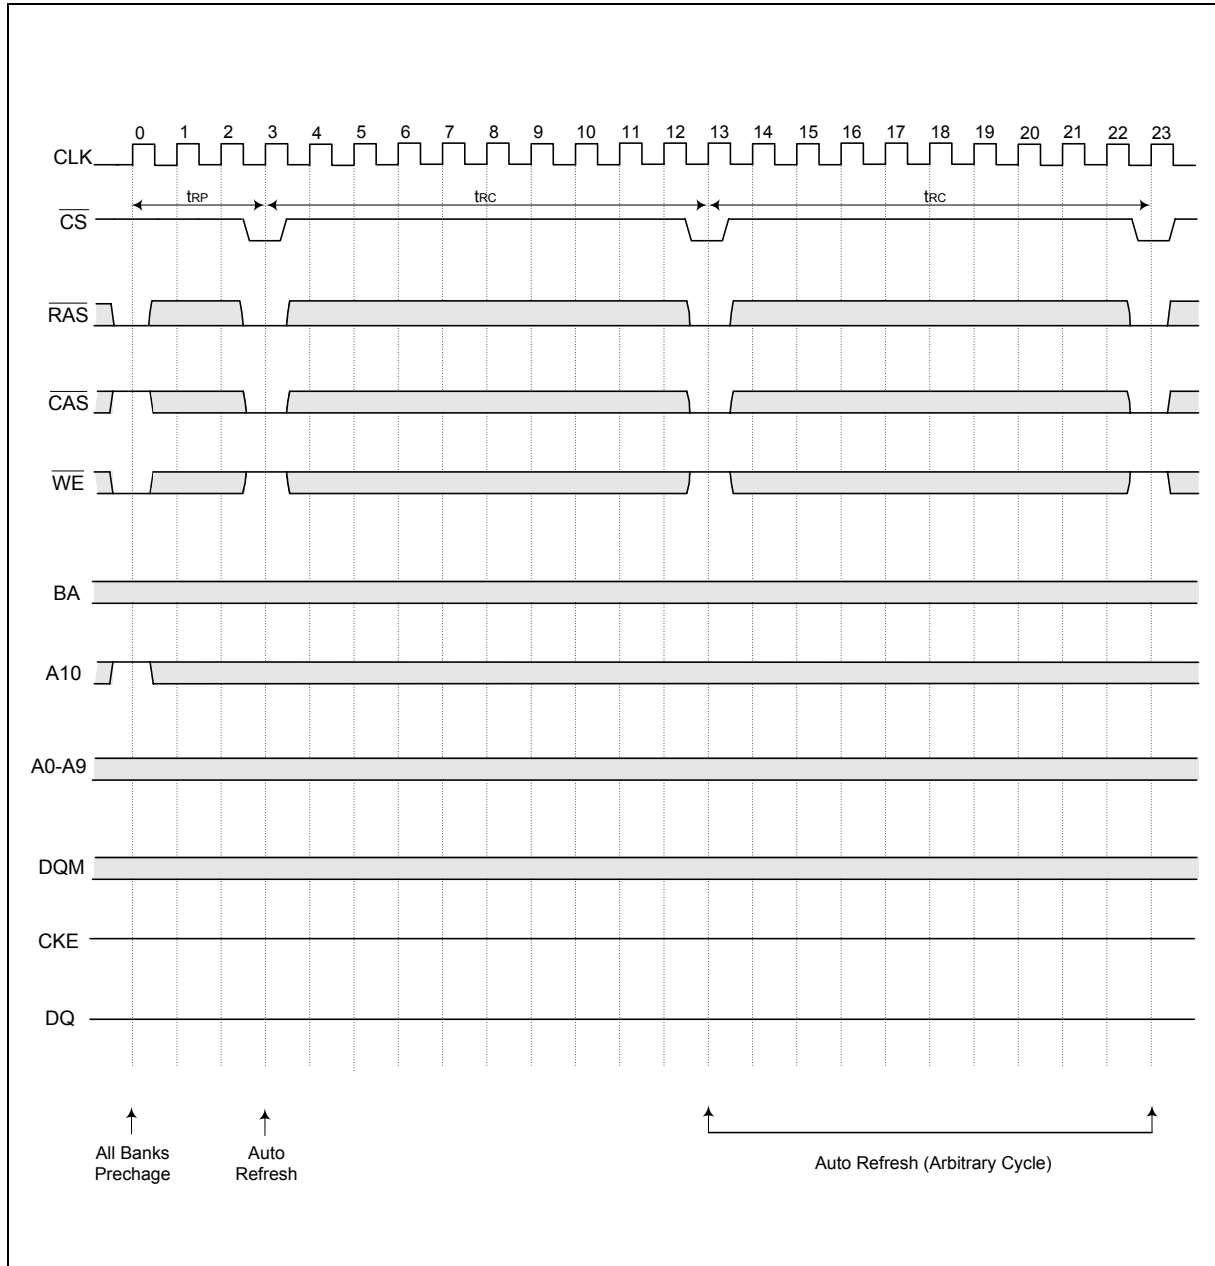 0 1 2 3 4 5 6 7 8 9 10 11 12 13 14 15 16 17 18 19 20 21 22 23
CLK
tRP tRC tRC
CS
RAS
CAS
WE
BA
A10
A0-A9
DQM
CKE
DQ
All Banks
Prechage
Auto
Refresh
Auto Refresh (Arbitrary Cycle)